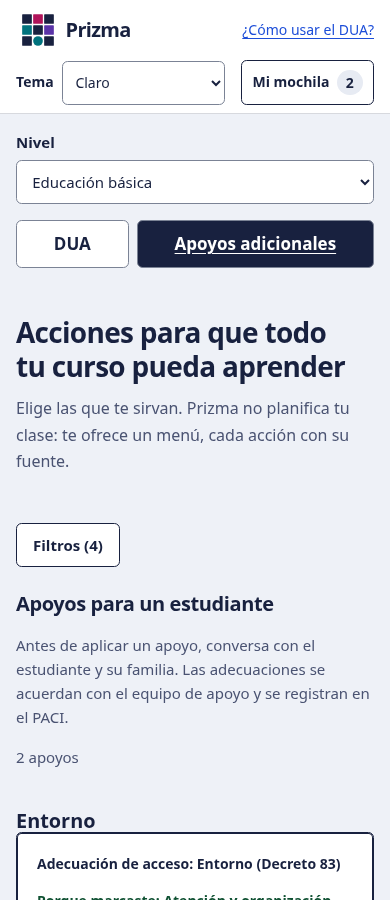 Prizma
¿Cómo usar el DUA?
Tema
Claro
Mi mochila 2
Nivel
Educación básica
DUA
Apoyos adicionales
Acciones para que todo
tu curso pueda aprender
Elige las que te sirvan. Prizma no planifica tu
clase: te ofrece un menú, cada acción con su
fuente.
Filtros (4)
Apoyos para un estudiante
Antes de aplicar un apoyo, conversa con el
estudiante y su familia. Las adecuaciones se
acuerdan con el equipo de apoyo y se registran en
el PACI.
2 apoyos
Entorno
Adecuación de acceso: Entorno (Decreto 83)
Porque marcaste: Atención y organización